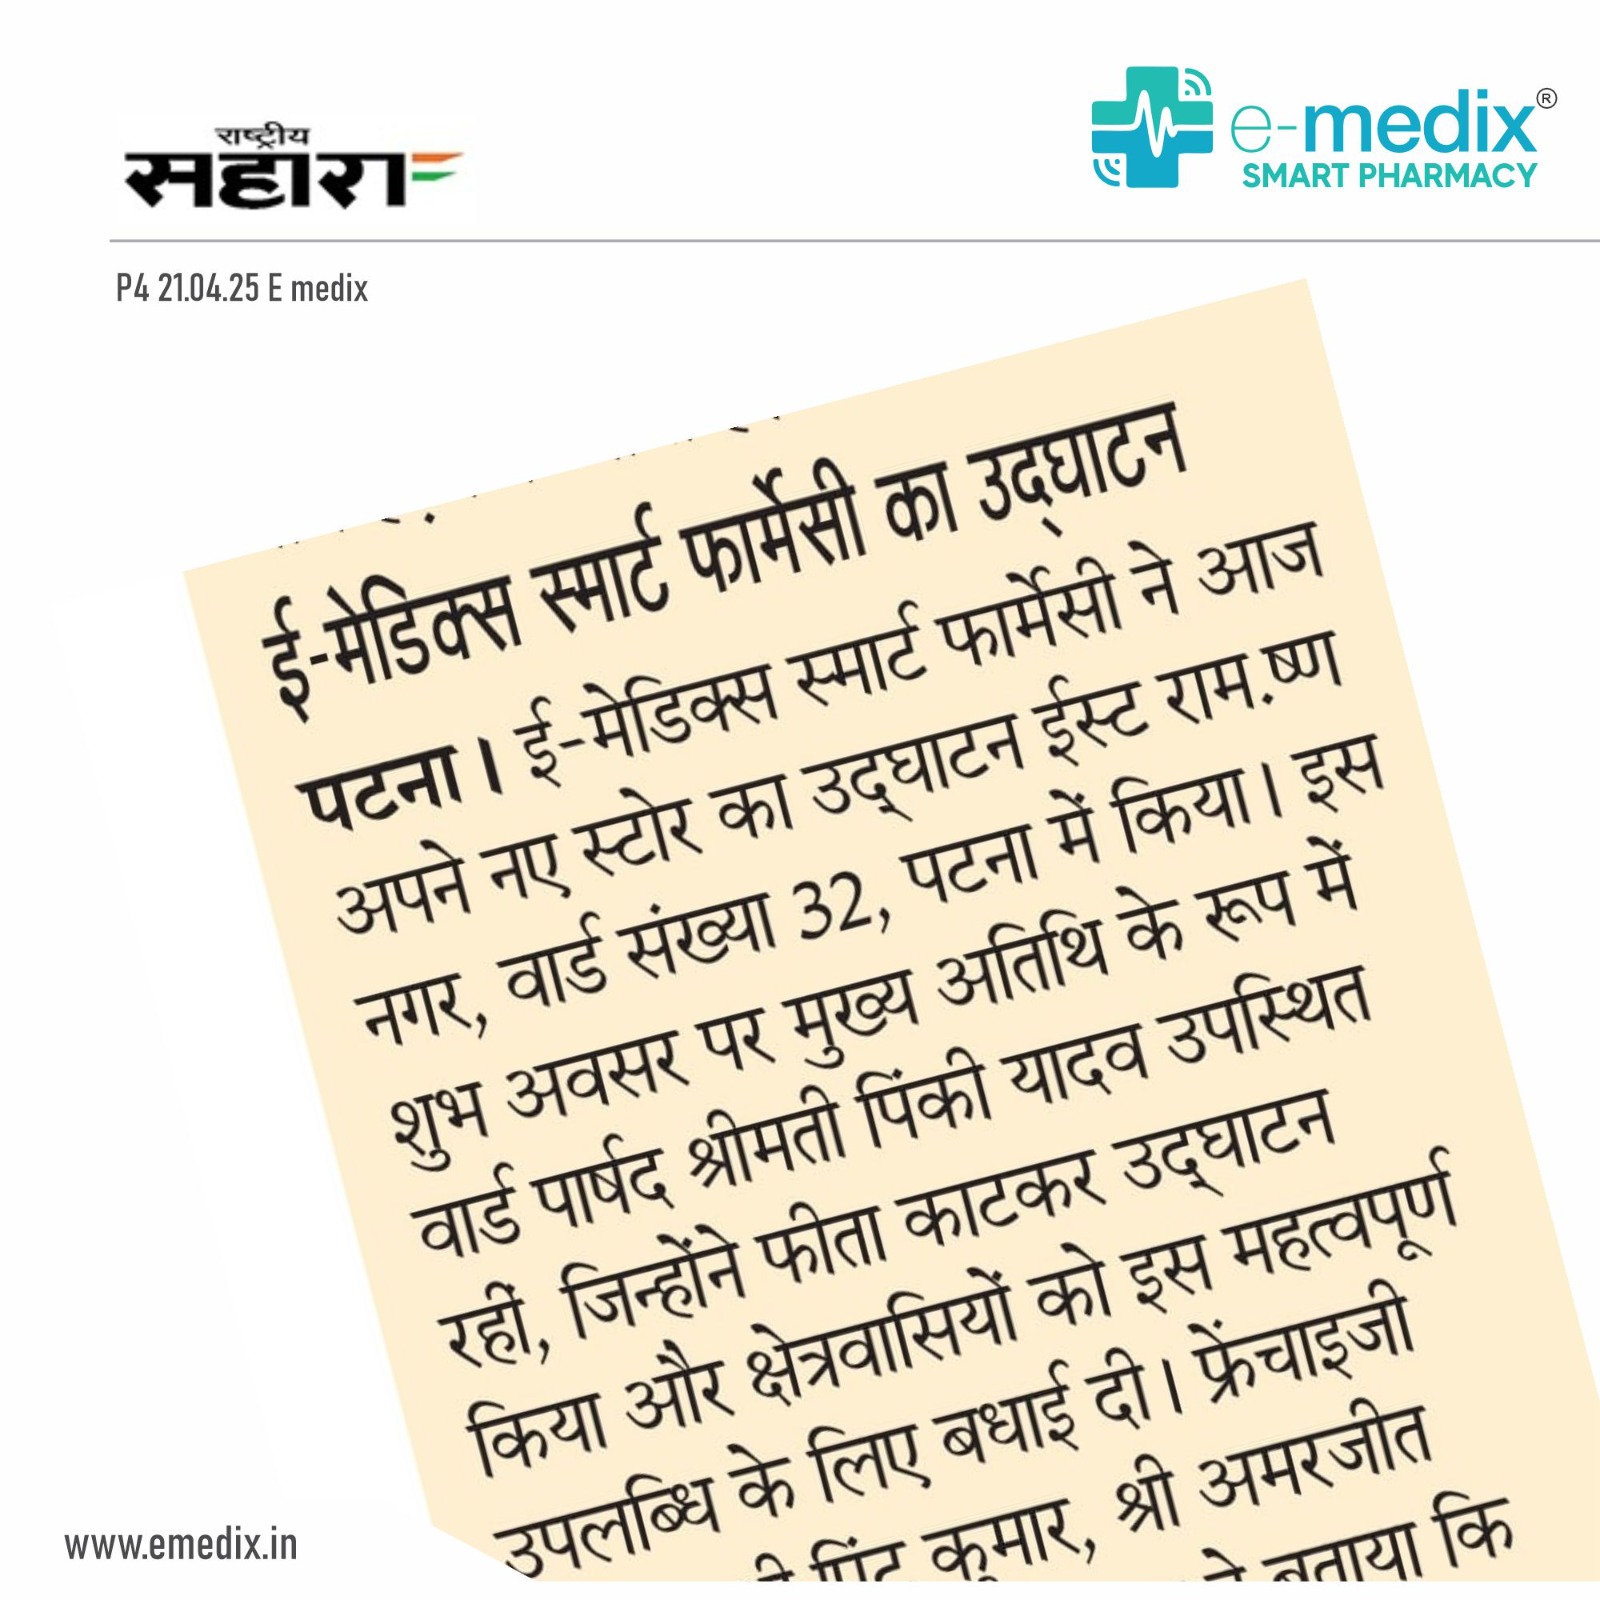 राष्ट्रीय
सहारा
e-medix®
SMART PHARMACY
P4 21.04.25 E medix
ई-मेडिक्स स्मार्ट फार्मेसी का उद्घाटन
पटना। ई-मेडिक्स स्मार्ट फार्मेसी ने आज
अपने नए स्टोर का उद्घाटन ईस्ट राम.ष्ण
नगर, वार्ड संख्या 32, पटना में किया। इस
शुभ अवसर पर मुख्य अतिथि के रूप में
वार्ड पार्षद श्रीमती पिंकी यादव उपस्थित
रहीं, जिन्होंने फीता काटकर उद्घाटन
किया और क्षेत्रवासियों को इस महत्वपूर्ण
उपलब्धि के लिए बधाई दी। फ्रेंचाइजी
कुमार, श्री अमरजीत
ने बताया कि
www.emedix.in